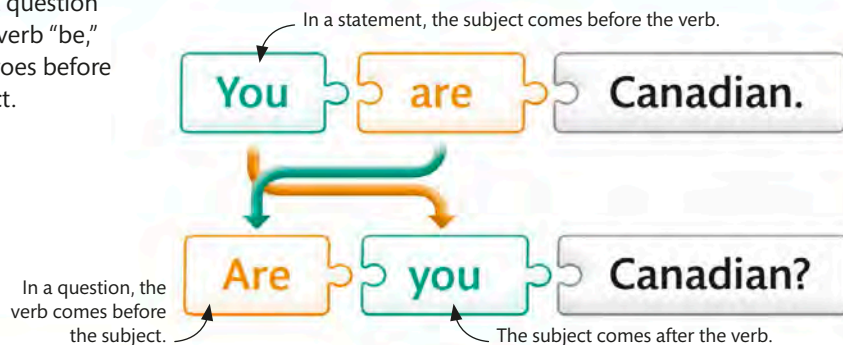 question
verb "be,"
oes before
ct.
In a statement, the subject comes before the verb.
You are Canadian.
Are you Canadian?
In a question, the
verb comes before
the subject.
The subject comes after the verb.